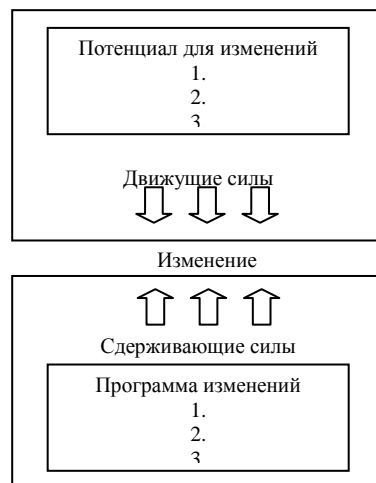 Потенциал для изменений
1.
2.
3
Движущие силы
Изменение
Сдерживающие силы
Программа изменений
1.
2.
3